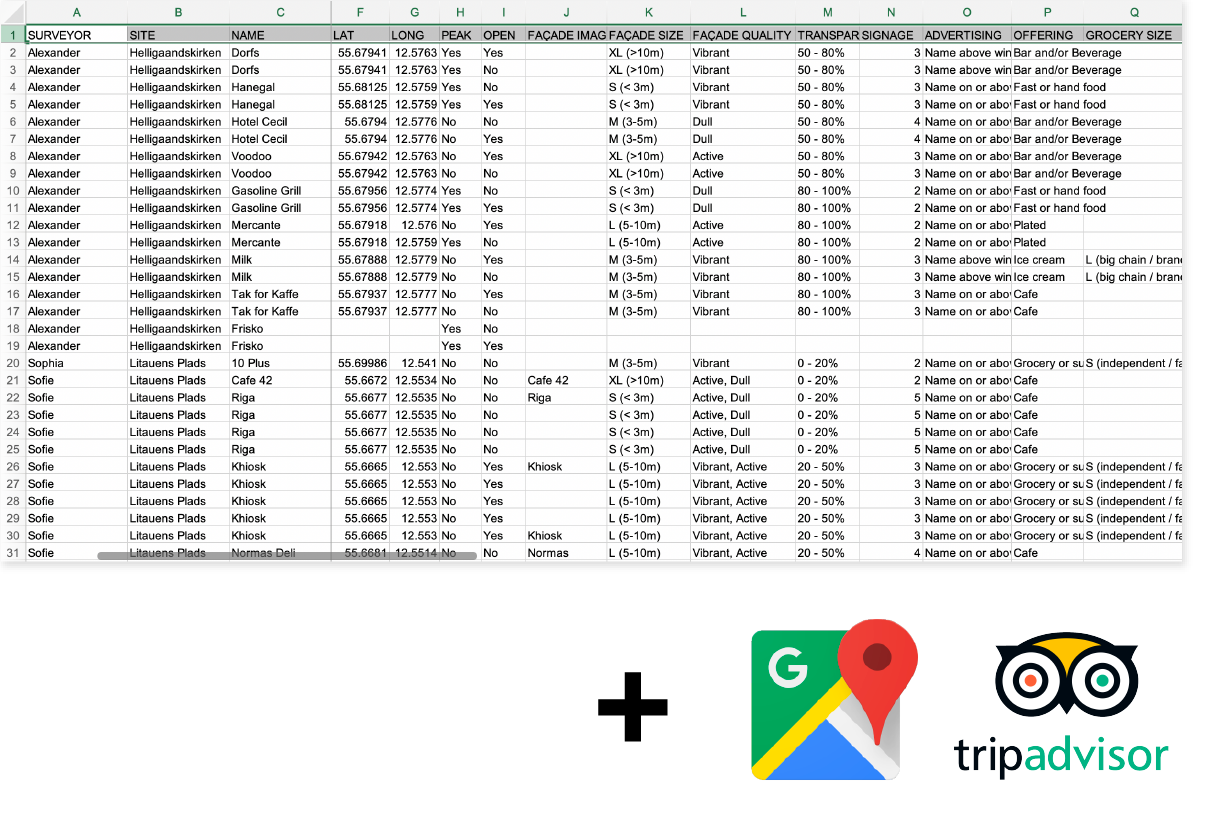 A B C F G H I J K L M N O P Q
1 SURVEYOR SITE NAME LAT LONG PEAK OPEN FAÇADE IMAG FAÇADE SIZE FAÇADE QUALITY TRANSPAR SIGNAGE ADVERTISING OFFERING GROCERY SIZE
2 Alexander Helligaandskirken Dorfs 55.67941 12.5763 Yes Yes XL (>10m) Vibrant 50 - 80% 3 Name above win Bar and/or Beverage
3 Alexander Helligaandskirken Dorfs 55.67941 12.5763 Yes No XL (>10m) Vibrant 50 - 80% 3 Name above win Bar and/or Beverage
4 Alexander Helligaandskirken Hanegal 55.68125 12.5759 Yes No S (< 3m) Vibrant 50 - 80% 3 Name on or abov Fast or hand food
5 Alexander Helligaandskirken Hanegal 55.68125 12.5759 Yes Yes S (< 3m) Vibrant 50 - 80% 3 Name on or abov Fast or hand food
6 Alexander Helligaandskirken Hotel Cecil 55.6794 12.5776 No No M (3-5m) Dull 50 - 80% 4 Name on or abov Bar and/or Beverage
7 Alexander Helligaandskirken Hotel Cecil 55.6794 12.5776 No Yes M (3-5m) Dull 50 - 80% 4 Name on or abov Bar and/or Beverage
8 Alexander Helligaandskirken Voodoo 55.67942 12.5763 No Yes XL (>10m) Active 50 - 80% 3 Name on or abov Bar and/or Beverage
9 Alexander Helligaandskirken Voodoo 55.67942 12.5763 No No XL (>10m) Active 50 - 80% 3 Name on or abov Bar and/or Beverage
10 Alexander Helligaandskirken Gasoline Grill 55.67956 12.5774 Yes No S (< 3m) Dull 80 - 100% 2 Name on or abov Fast or hand food
11 Alexander Helligaandskirken Gasoline Grill 55.67956 12.5774 Yes Yes S (< 3m) Dull 80 - 100% 2 Name on or abov Fast or hand food
12 Alexander Helligaandskirken Mercante 55.67918 12.576 No Yes L (5-10m) Active 80 - 100% 2 Name on or abov Plated
13 Alexander Helligaandskirken Mercante 55.67918 12.5759 Yes No L (5-10m) Active 80 - 100% 2 Name on or abov Plated
14 Alexander Helligaandskirken Milk 55.67888 12.5779 No Yes M (3-5m) Vibrant 80 - 100% 3 Name above win Ice cream L (big chain / bran
15 Alexander Helligaandskirken Milk 55.67888 12.5779 No No M (3-5m) Vibrant 80 - 100% 3 Name above win Ice cream L (big chain / bran
16 Alexander Helligaandskirken Tak for Kaffe 55.67937 12.5777 No Yes M (3-5m) Vibrant 80 - 100% 3 Name on or abov Cafe
17 Alexander Helligaandskirken Tak for Kaffe 55.67937 12.5777 No No M (3-5m) Vibrant 80 - 100% 3 Name on or abov Cafe
18 Alexander Helligaandskirken Frisko Yes No
19 Alexander Helligaandskirken Frisko Yes Yes
20 Sophia Litauens Plads 10 Plus 55.69986 12.541 No No M (3-5m) Vibrant 0 - 20% 2 Name on or abov Grocery or su S (independent / fa
21 Sofie Litauens Plads Cafe 42 55.6672 12.5534 No No Cafe 42 XL (>10m) Active, Dull 0 - 20% 2 Name on or abov Cafe
22 Sofie Litauens Plads Riga 55.6677 12.5535 No No Riga S (< 3m) Active, Dull 0 - 20% 5 Name on or abov Cafe
23 Sofie Litauens Plads Riga 55.6677 12.5535 No No S (< 3m) Active, Dull 0 - 20% 5 Name on or abov Cafe
24 Sofie Litauens Plads Riga 55.6677 12.5535 No No S (< 3m) Active, Dull 0 - 20% 5 Name on or abov Cafe
25 Sofie Litauens Plads Riga 55.6677 12.5535 No No S (< 3m) Active, Dull 0 - 20% 5 Name on or abov Cafe
26 Sofie Litauens Plads Khiosk 55.6665 12.553 No Yes Khiosk L (5-10m) Vibrant, Active 20 - 50% 3 Name on or abov Grocery or su S (independent / fa
27 Sofie Litauens Plads Khiosk 55.6665 12.553 No Yes L (5-10m) Vibrant, Active 20 - 50% 3 Name on or abov Grocery or su S (independent / fa
28 Sofie Litauens Plads Khiosk 55.6665 12.553 No Yes L (5-10m) Vibrant, Active 20 - 50% 3 Name on or abov Grocery or su S (independent / fa
29 Sofie Litauens Plads Khiosk 55.6665 12.553 No Yes L (5-10m) Vibrant, Active 20 - 50% 3 Name on or abov Grocery or su S (independent / fa
30 Sofie Litauens Plads Khiosk 55.6665 12.553 No Yes Khiosk L (5-10m) Vibrant, Active 20 - 50% 3 Name on or abov Grocery or su S (independent / fa
31 Sofie Litauens Plads Normas Deli 55.6681 12.5514 No No Normas L (5-10m) Vibrant, Active 20 - 50% 4 Name on or abov Cafe
G
tripadvisor